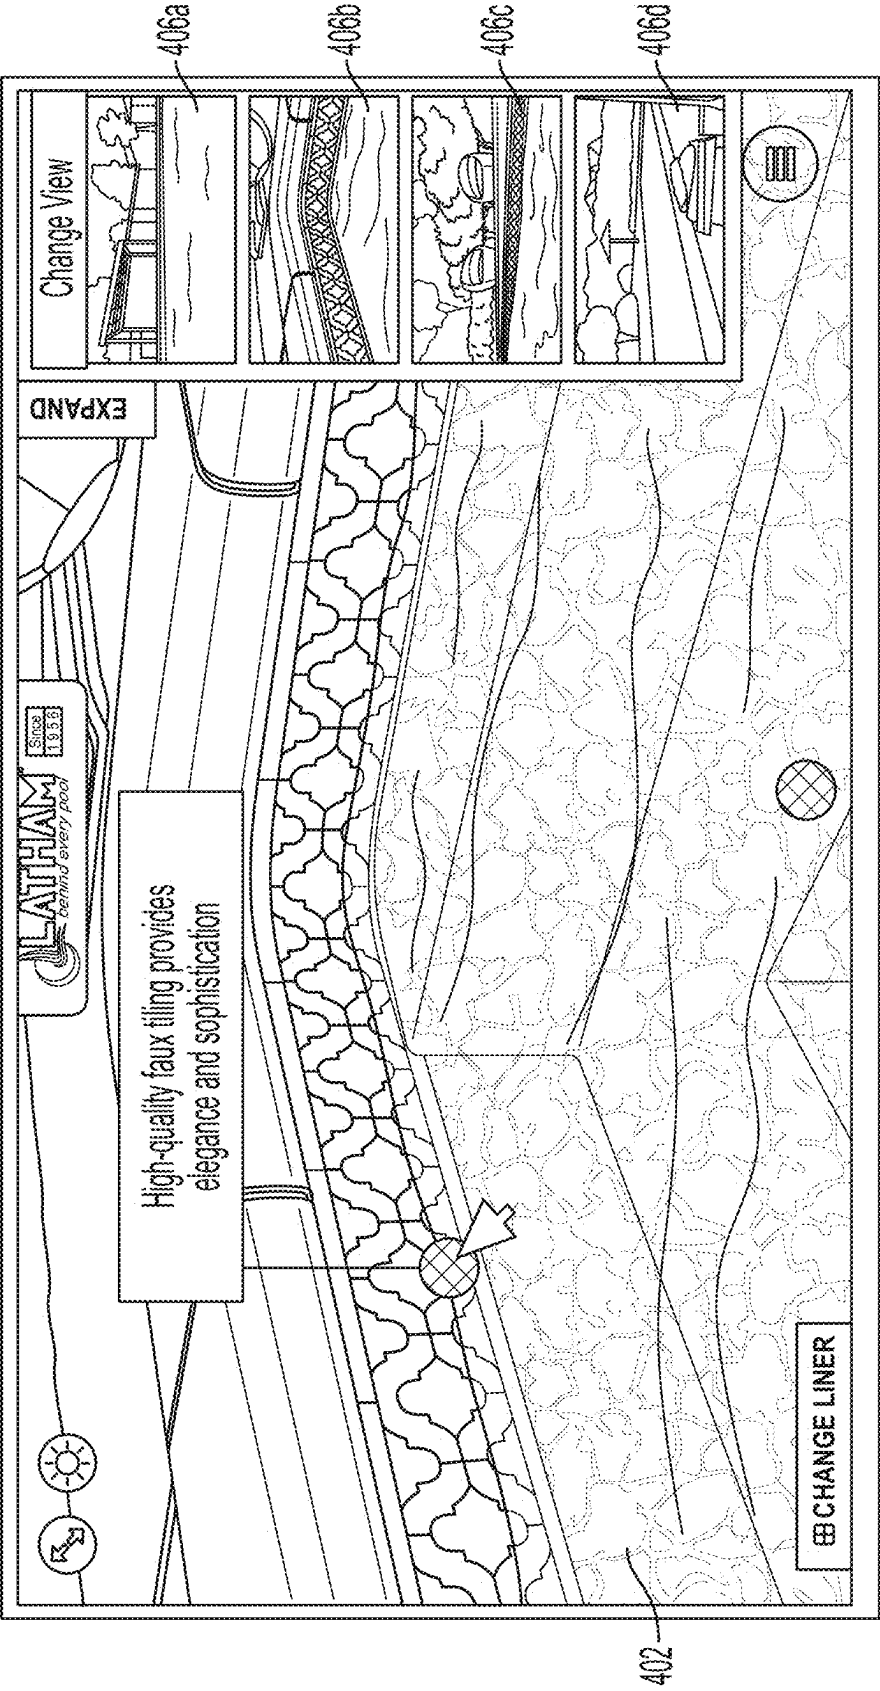 LATHAM
Since
1956
behind every pool
EXPAND
Change View
406a
406b
406c
406d
High-quality faux tiling provides
elegance and sophistication
CHANGE LINER
402